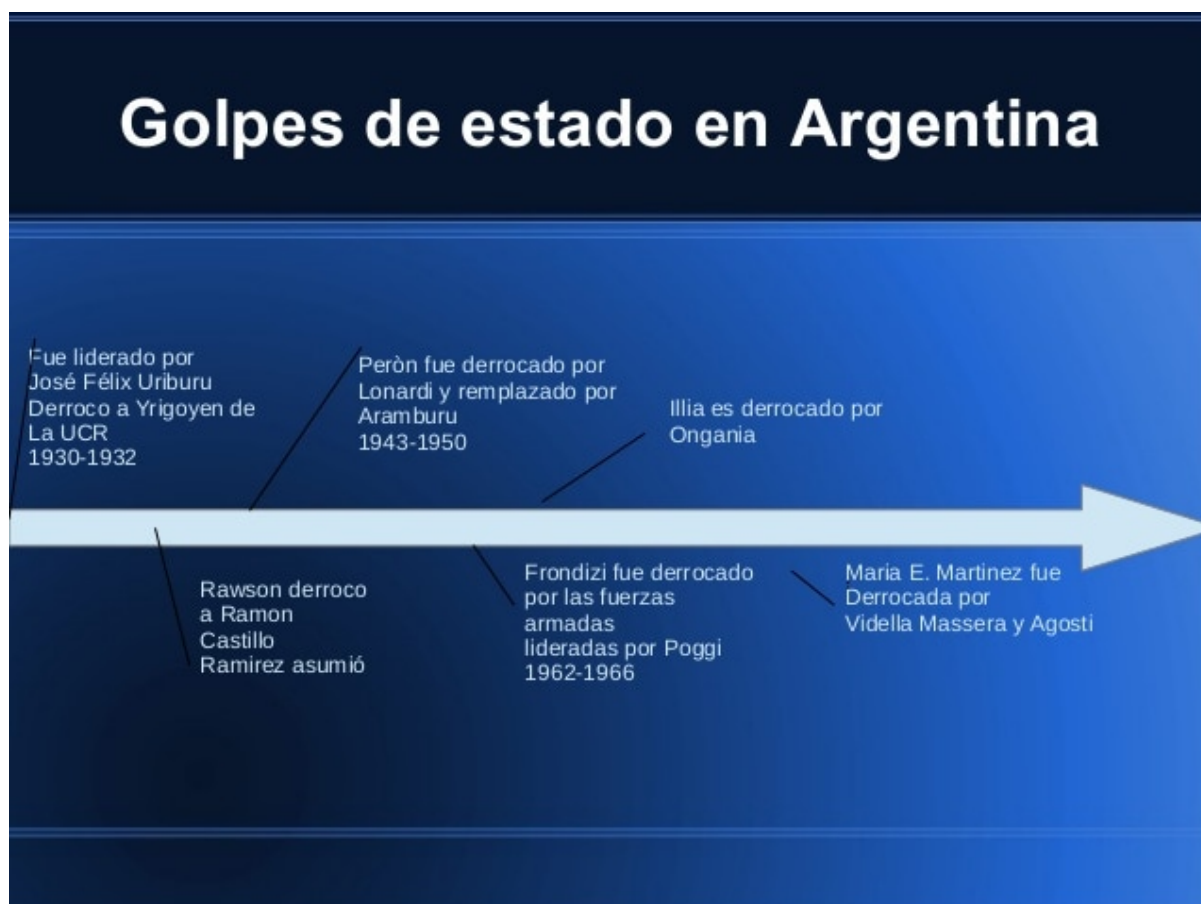 Golpes de estado en Argentina
Fue liderado por
José Félix Uriburu
Derroco a Yrigoyen de
La UCR
1930-1932
Rawson derroco
a Ramon
Castillo
Ramirez asumió
Peròn fue derrocado por
Lonardi y remplazado por
Aramburu
1943-1950
Frondizi fue derrocado
por las fuerzas
armadas
lideradas por Poggi
1962-1966
Illia es derrocado por
Ongania
Maria E. Martinez fue
Derrocada por
Vidella Massera y Agosti